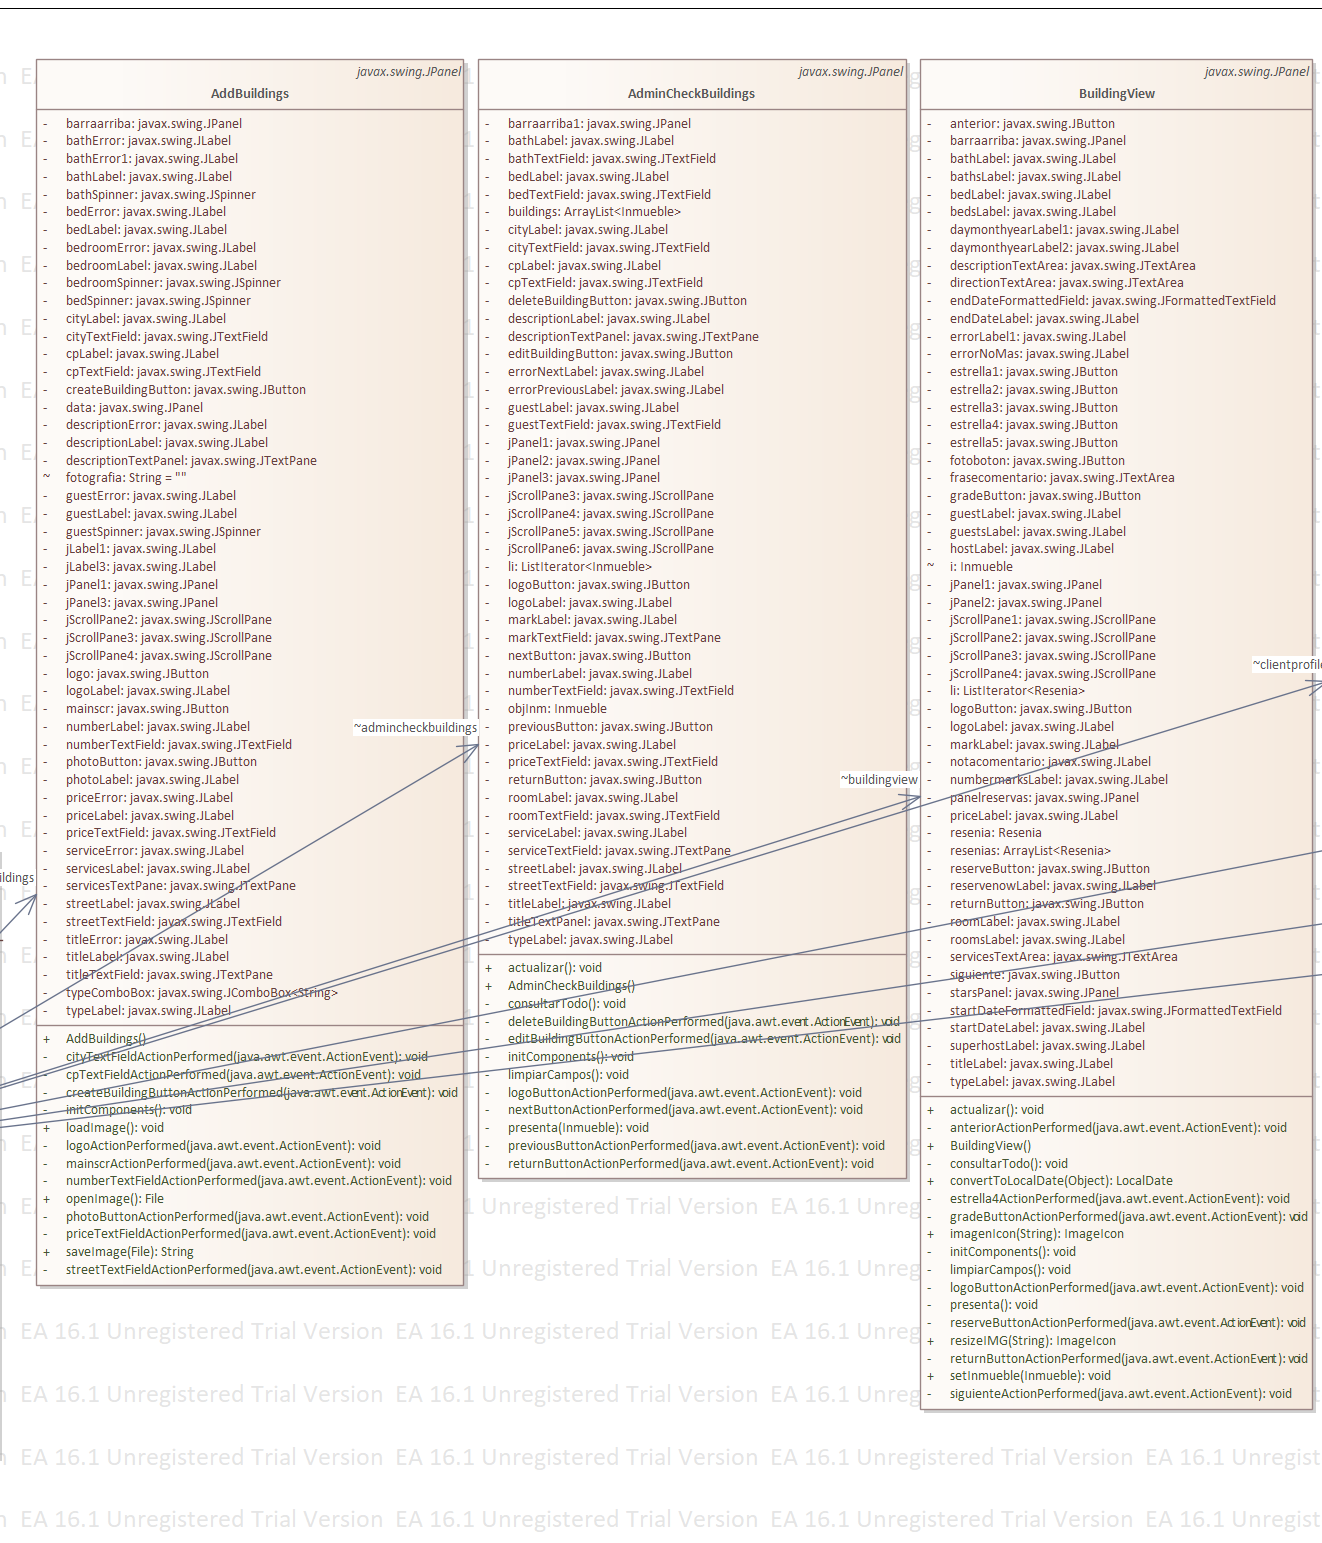 javax.swing.JPanel
AddBuildings
- barraarriba: javax.swing.JPanel
- bathError: javax.swing.JLabel
- bathError1: javax.swing.JLabel
- bathLabel: javax.swing.JLabel
- bathSpinner: javax.swing.JSpinner
- bedError: javax.swing.JLabel
- bedLabel: javax.swing.JLabel
- bedroomError: javax.swing.JLabel
- bedroomLabel: javax.swing.JLabel
- bedroomSpinner: javax.swing.JSpinner
- bedSpinner: javax.swing.JSpinner
- cityLabel: javax.swing.JLabel
- cityTextField: javax.swing.JTextField
- cpLabel: javax.swing.JLabel
- cpTextField: javax.swing.JTextField
- createBuildingButton: javax.swing.JButton
- data: javax.swing.JPanel
- descriptionError: javax.swing.JLabel
- descriptionLabel: javax.swing.JLabel
- descriptionTextPanel: javax.swing.JTextPane
~ fotografia: String = ""
- guestError: javax.swing.JLabel
- guestLabel: javax.swing.JLabel
- guestSpinner: javax.swing.JSpinner
- jLabel1: javax.swing.JLabel
- jLabel3: javax.swing.JLabel
- jPanel1: javax.swing.JPanel
- jPanel3: javax.swing.JPanel
- jScrollPane2: javax.swing.JScrollPane
- jScrollPane3: javax.swing.JScrollPane
- jScrollPane4: javax.swing.JScrollPane
- logo: javax.swing.JButton
- logoLabel: javax.swing.JLabel
- mainscr: javax.swing.JButton
- numberLabel: javax.swing.JLabel
- numberTextField: javax.swing.JTextField
- photoButton: javax.swing.JButton
- photoLabel: javax.swing.JLabel
- priceError: javax.swing.JLabel
- priceLabel: javax.swing.JLabel
- priceTextField: javax.swing.JTextField
- serviceError: javax.swing.JLabel
- servicesLabel: javax.swing.JLabel
- servicesTextPane: javax.swing.JTextPane
- streetLabel: javax.swing.JLabel
- streetTextField: javax.swing.JTextField
- titleError: javax.swing.JLabel
- titleLabel: javax.swing.JLabel
- titleTextField: javax.swing.JTextPane
- typeComboBox: javax.swing.JComboBox<String>
- typeLabel: javax.swing.JLabel
+ AddBuildings()
- cityTextFieldActionPerformed(java.awt.event.ActionEvent): void
- cpTextFieldActionPerformed(java.awt.event.ActionEvent): void
- createBuildingButtonActionPerformed(java.awt.event.ActionEvent): void
- initComponents(): void
+ loadImage(): void
- logoActionPerformed(java.awt.event.ActionEvent): void
- mainscrActionPerformed(java.awt.event.ActionEvent): void
- numberTextFieldActionPerformed(java.awt.event.ActionEvent): void
+ openImage(): File
- photoButtonActionPerformed(java.awt.event.ActionEvent): void
- priceTextFieldActionPerformed(java.awt.event.ActionEvent): void
+ saveImage(File): String
- streetTextFieldActionPerformed(java.awt.event.ActionEvent): void
javax.swing.JPanel
AdminCheckBuildings
- barraarriba1: javax.swing.JPanel
- bathLabel: javax.swing.JLabel
- bathTextField: javax.swing.JTextField
- bedLabel: javax.swing.JLabel
- bedTextField: javax.swing.JTextField
- buildings: ArrayList<Inmueble>
- cityLabel: javax.swing.JLabel
- cityTextField: javax.swing.JTextField
- cpLabel: javax.swing.JLabel
- cpTextField: javax.swing.JTextField
- deleteBuildingButton: javax.swing.JButton
- descriptionLabel: javax.swing.JLabel
- descriptionTextPanel: javax.swing.JTextPane
- editBuildingButton: javax.swing.JButton
- errorNextLabel: javax.swing.JLabel
- errorPreviousLabel: javax.swing.JLabel
- guestLabel: javax.swing.JLabel
- guestTextField: javax.swing.JTextField
- jPanel1: javax.swing.JPanel
- jPanel2: javax.swing.JPanel
- jPanel3: javax.swing.JPanel
- jScrollPane3: javax.swing.JScrollPane
- jScrollPane4: javax.swing.JScrollPane
- jScrollPane5: javax.swing.JScrollPane
- jScrollPane6: javax.swing.JScrollPane
- li: ListIterator<Inmueble>
- logoButton: javax.swing.JButton
- logoLabel: javax.swing.JLabel
- markLabel: javax.swing.JLabel
- markTextField: javax.swing.JTextPane
- nextButton: javax.swing.JButton
- numberLabel: javax.swing.JLabel
- numberTextField: javax.swing.JTextField
- objInm: Inmueble
- previousButton: javax.swing.JButton
- priceLabel: javax.swing.JLabel
- priceTextField: javax.swing.JTextField
- returnButton: javax.swing.JButton
- roomLabel: javax.swing.JLabel
- roomTextField: javax.swing.JTextField
- serviceLabel: javax.swing.JLabel
- serviceTextField: javax.swing.JTextPane
- streetLabel: javax.swing.JLabel
- streetTextField: javax.swing.JTextField
- titleLabel: javax.swing.JLabel
- titleTextPanel: javax.swing.JTextPane
- typeLabel: javax.swing.JLabel
+ actualizar(): void
+ AdminCheckBuildings()
- consultarTodo(): void
- deleteBuildingButtonActionPerformed(java.awt.event.ActionEvent): void
- editBuildingButtonActionPerformed(java.awt.event.ActionEvent): void
- initComponents(): void
- limpiarCampos(): void
- logoButtonActionPerformed(java.awt.event.ActionEvent): void
- nextButtonActionPerformed(java.awt.event.ActionEvent): void
- presenta(Inmueble): void
- previousButtonActionPerformed(java.awt.event.ActionEvent): void
- returnButtonActionPerformed(java.awt.event.ActionEvent): void
javax.swing.JPanel
BuildingView
- anterior: javax.swing.JButton
- barraarriba: javax.swing.JPanel
- bathLabel: javax.swing.JLabel
- bathsLabel: javax.swing.JLabel
- bedLabel: javax.swing.JLabel
- bedsLabel: javax.swing.JLabel
- daymonthyearLabel1: javax.swing.JLabel
- daymonthyearLabel2: javax.swing.JLabel
- descriptionTextArea: javax.swing.JTextArea
- directionTextArea: javax.swing.JTextArea
- endDateFormattedField: javax.swing.JFormattedTextField
- endDateLabel: javax.swing.JLabel
- errorLabel1: javax.swing.JLabel
- errorNoMas: javax.swing.JLabel
- estrella1: javax.swing.JButton
- estrella2: javax.swing.JButton
- estrella3: javax.swing.JButton
- estrella4: javax.swing.JButton
- estrella5: javax.swing.JButton
- fotoboton: javax.swing.JButton
- frasecomentario: javax.swing.JTextArea
- gradeButton: javax.swing.JButton
- guestLabel: javax.swing.JLabel
- guestsLabel: javax.swing.JLabel
- hostLabel: javax.swing.JLabel
~ i: Inmueble
- jPanel1: javax.swing.JPanel
- jPanel2: javax.swing.JPanel
- jScrollPane1: javax.swing.JScrollPane
- jScrollPane2: javax.swing.JScrollPane
- jScrollPane3: javax.swing.JScrollPane
- jScrollPane4: javax.swing.JScrollPane
- li: ListIterator<Resenia>
- logoButton: javax.swing.JButton
- logoLabel: javax.swing.JLabel
- markLabel: javax.swing.JLabel
- notacomentario: javax.swing.JLabel
- numbermarksLabel: javax.swing.JLabel
- panelreservas: javax.swing.JPanel
- priceLabel: javax.swing.JLabel
- resenia: Resenia
- resenias: ArrayList<Resenia>
- reserveButton: javax.swing.JButton
- reservenowLabel: javax.swing.JLabel
- returnButton: javax.swing.JButton
- roomLabel: javax.swing.JLabel
- roomsLabel: javax.swing.JLabel
- servicesTextArea: javax.swing.JTextArea
- siguiente: javax.swing.JButton
- starsPanel: javax.swing.JPanel
- startDateFormattedField: javax.swing.JFormattedTextField
- startDateLabel: javax.swing.JLabel
- superhostLabel: javax.swing.JLabel
- titleLabel: javax.swing.JLabel
- typeLabel: javax.swing.JLabel
+ actualizar(): void
- anteriorActionPerformed(java.awt.event.ActionEvent): void
+ BuildingView()
- consultarTodo(): void
+ convertToLocalDate(Object): LocalDate
- estrella4ActionPerformed(java.awt.event.ActionEvent): void
- gradeButtonActionPerformed(java.awt.event.ActionEvent): void
+ imagenIcon(String): ImageIcon
- initComponents(): void
- limpiarCampos(): void
- logoButtonActionPerformed(java.awt.event.ActionEvent): void
- presenta(): void
- reserveButtonActionPerformed(java.awt.event.ActionEvent): void
+ resizeIMG(String): ImageIcon
- returnButtonActionPerformed(java.awt.event.ActionEvent): void
+ setInmueble(Inmueble): void
- siguienteActionPerformed(java.awt.event.ActionEvent): void
ildings
~admincheckbuildings
~buildingview
~clientprofile
1 Unregistered Trial Version EA 16.1 Unreg
1 Unregistered Trial Version EA 16.1 Unreg
n EA 16.1 Unregistered Trial Version EA 16.1 Unregistered Trial Version EA 16.1 Unreg
n EA 16.1 Unregistered Trial Version EA 16.1 Unregistered Trial Version EA 16.1 Unreg
n EA 16.1 Unregistered Trial Version EA 16.1 Unregistered Trial Version EA 16.1 Unregistered Trial Version EA 16.1 Unregist
n EA 16.1 Unregistered Trial Version EA 16.1 Unregistered Trial Version EA 16.1 Unregistered Trial Version EA 16.1 Unregist